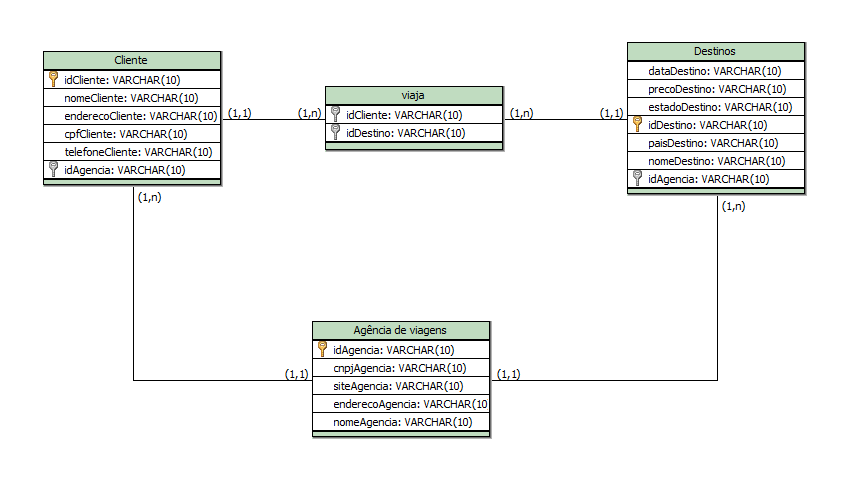 Cliente
idCliente: VARCHAR(10)
nomeCliente: VARCHAR(10)
enderecoCliente: VARCHAR(10)
cpfCliente: VARCHAR(10)
telefoneCliente: VARCHAR(10)
idAgencia: VARCHAR(10)
(1,1)
(1,n)
viaja
idCliente: VARCHAR(10)
idDestino: VARCHAR(10)
(1,n)
(1,1)
Destinos
dataDestino: VARCHAR(10)
precoDestino: VARCHAR(10)
estadoDestino: VARCHAR(10)
idDestino: VARCHAR(10)
paisDestino: VARCHAR(10)
nomeDestino: VARCHAR(10)
idAgencia: VARCHAR(10)
(1,n)
(1,n)
Agência de viagens
idAgencia: VARCHAR(10)
cnpjAgencia: VARCHAR(10)
siteAgencia: VARCHAR(10)
enderecoAgencia: VARCHAR(10
nomeAgencia: VARCHAR(10)
(1,1)
(1,1)